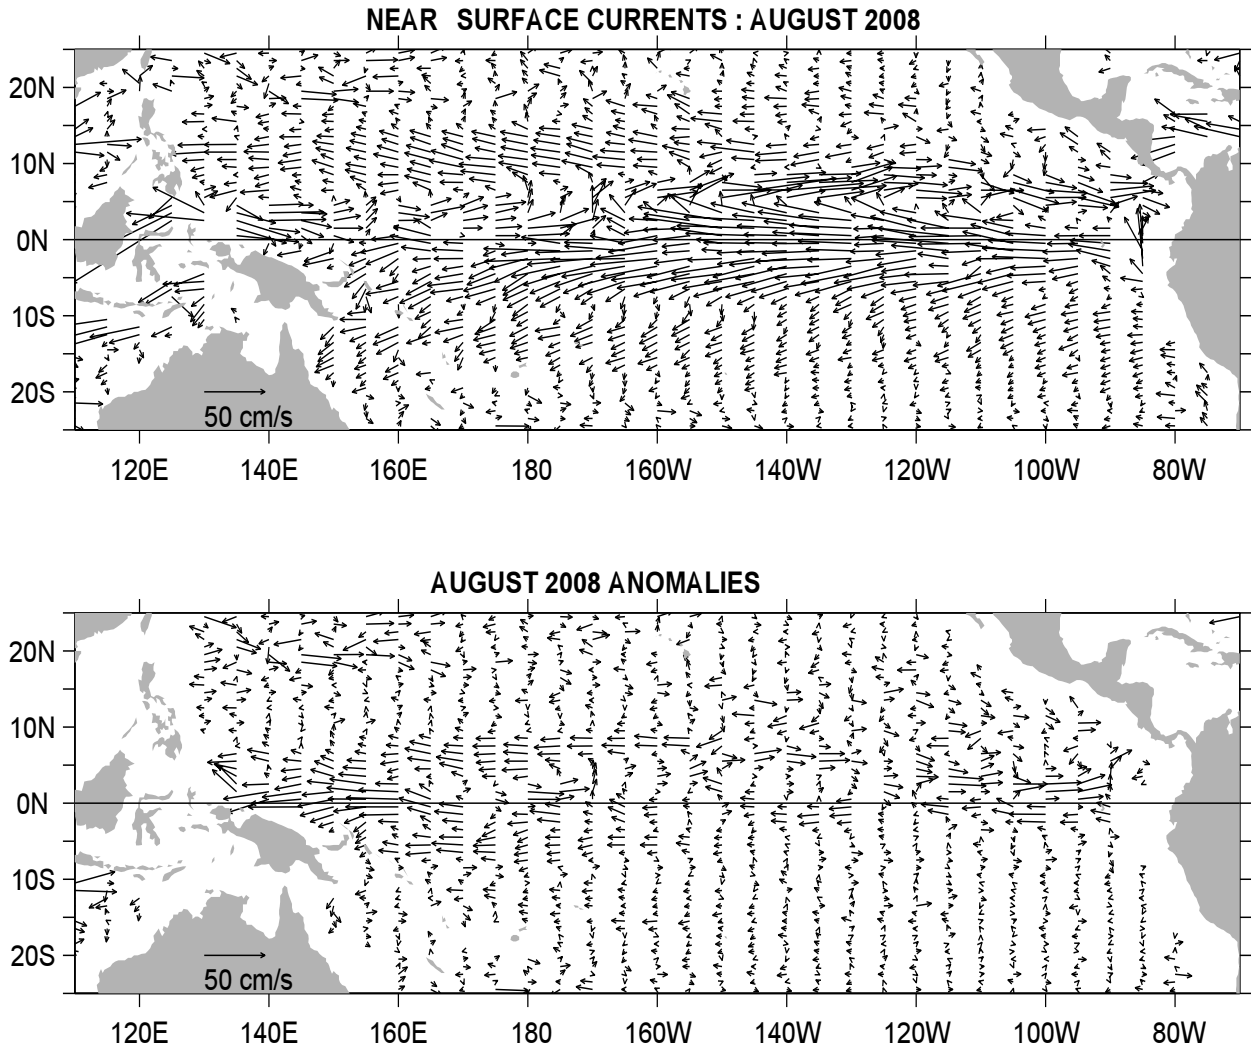 NEAR SURFACE CURRENTS : AUGUST 2008
20N
10N
0N
10S
20S
50 cm/s
120E 140E 160E 180 160W 140W 120W 100W 80W
AUGUST 2008 ANOMALIES
20N
10N
0N
10S
20S
50 cm/s
120E 140E 160E 180 160W 140W 120W 100W 80W